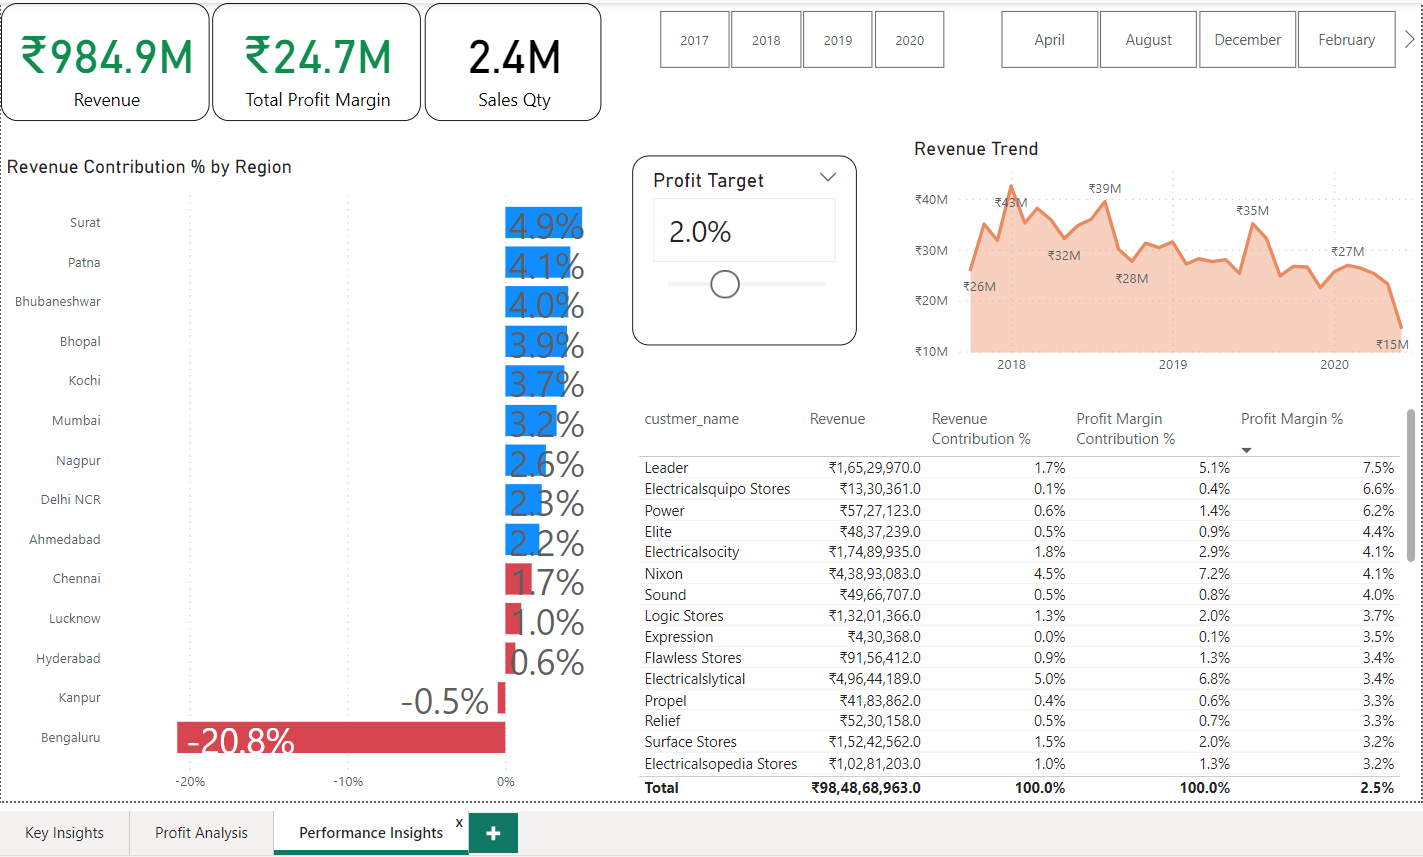 ₹984.9M
Revenue
₹24.7M
Total Profit Margin
2.4M
Sales Qty
2017
2018
2019
2020
April
August
December
February
Revenue Contribution % by Region
Surat 4.9%
Patna 4.1%
Bhubaneshwar 4.0%
Bhopal 3.9%
Kochi 3.7%
Mumbai 3.2%
Nagpur 2.6%
Delhi NCR 2.3%
Ahmedabad 2.2%
Chennai 1.7%
Lucknow 1.0%
Hyderabad 0.6%
Kanpur -0.5%
Bengaluru -20.8%
-20% -10% 0%
Profit Target
2.0%
Revenue Trend
₹40M
₹30M
₹20M
₹10M
₹26M
₹43M
₹32M
₹39M
₹28M
₹35M
₹27M
₹15M
2018 2019 2020
custmer_name Revenue Revenue Contribution % Profit Margin Contribution % Profit Margin %
Leader ₹1,65,29,970.0 1.7% 5.1% 7.5%
Electricalsquipo Stores ₹13,30,361.0 0.1% 0.4% 6.6%
Power ₹57,27,123.0 0.6% 1.4% 6.2%
Elite ₹48,37,239.0 0.5% 0.9% 4.4%
Electricalsocity ₹1,74,89,935.0 1.8% 2.9% 4.1%
Nixon ₹4,38,93,083.0 4.5% 7.2% 4.1%
Sound ₹49,66,707.0 0.5% 0.8% 4.0%
Logic Stores ₹1,32,01,366.0 1.3% 2.0% 3.7%
Expression ₹4,30,368.0 0.0% 0.1% 3.5%
Flawless Stores ₹91,56,412.0 0.9% 1.3% 3.4%
Electricalslytical ₹4,96,44,189.0 5.0% 6.8% 3.4%
Propel ₹41,83,862.0 0.4% 0.6% 3.3%
Relief ₹52,30,158.0 0.5% 0.7% 3.3%
Surface Stores ₹1,52,42,562.0 1.5% 2.0% 3.2%
Electricalsopedia Stores ₹1,02,81,203.0 1.0% 1.3% 3.2%
Total ₹98,48,68,963.0 100.0% 100.0% 2.5%
Key Insights
Profit Analysis
Performance Insights x
+